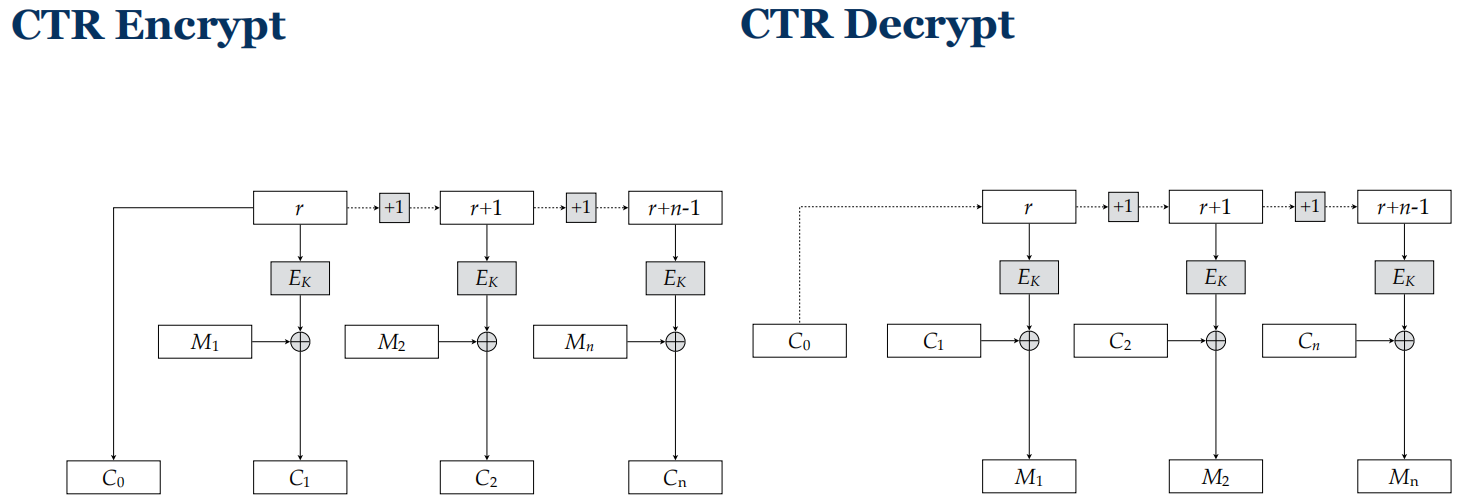 CTR Encrypt
r +1 r+1 +1 r+n-1
E_K E_K E_K
M_1 M_2 M_n
C_0 C_1 C_2 C_n
CTR Decrypt
r +1 r+1 +1 r+n-1
E_K E_K E_K
C_0 C_1 C_2 C_n
M_1 M_2 M_n